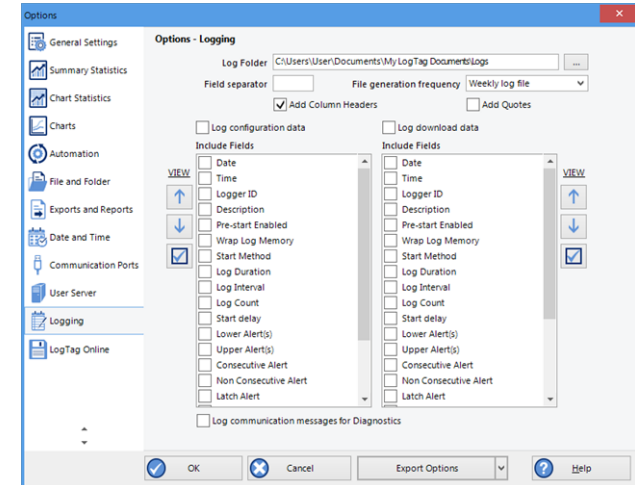 Options
General Settings
Summary Statistics
Chart Statistics
Charts
Automation
File and Folder
Exports and Reports
Date and Time
Communication Ports
User Server
Logging
LogTag Online
Options - Logging
Log Folder C:\Users\User\Documents\My LogTag Documents\Logs ...
Field separator File generation frequency Weekly log file
Add Column Headers Add Quotes
Log configuration data Log download data
Include Fields Include Fields
VIEW VIEW
Date Date
Time Time
Logger ID Logger ID
Description Description
Pre-start Enabled Pre-start Enabled
Wrap Log Memory Wrap Log Memory
Start Method Start Method
Log Duration Log Duration
Log Interval Log Interval
Log Count Log Count
Start delay Start delay
Lower Alert(s) Lower Alert(s)
Upper Alert(s) Upper Alert(s)
Consecutive Alert Consecutive Alert
Non Consecutive Alert Non Consecutive Alert
Latch Alert Latch Alert
Log communication messages for Diagnostics
OK Cancel Export Options Help